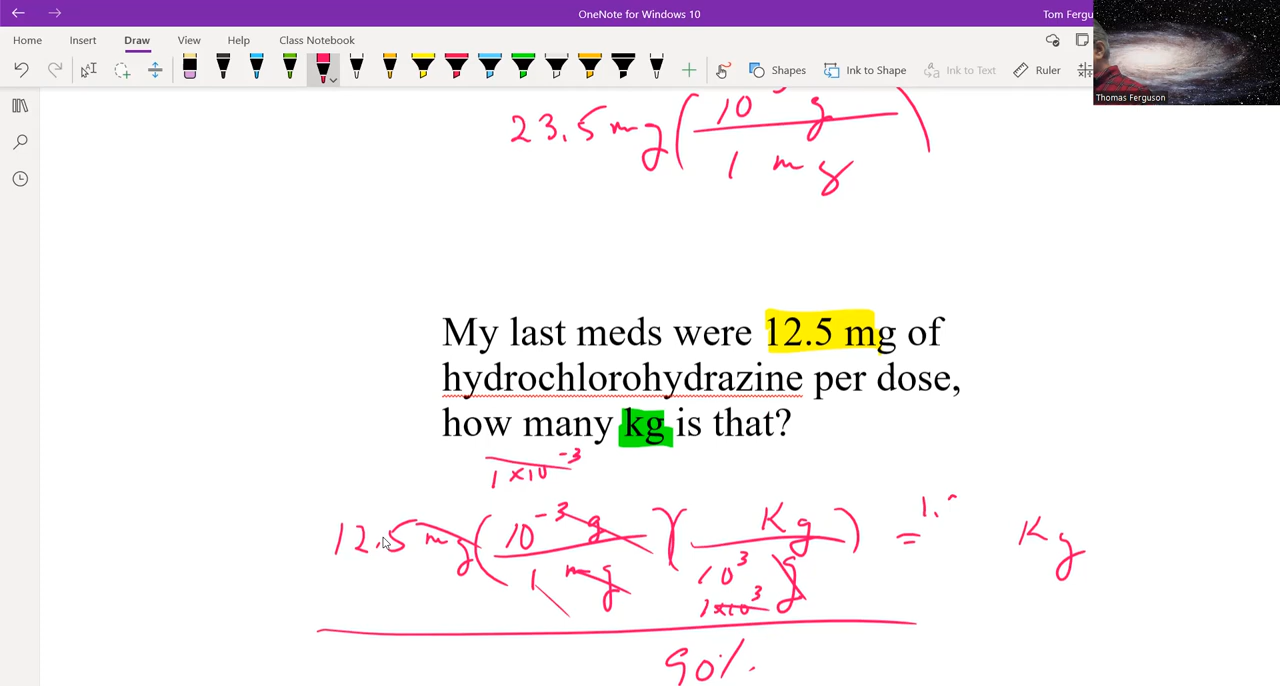 OneNote for Windows 10
Tom Fergu
Home Insert Draw View Help Class Notebook
Shapes Ink to Shape Ink to Text Ruler
Thomas Ferguson
23.5 mg ( 10 g / 1 mg )
My last meds were 12.5 mg of
hydrochlorohydrazine per dose,
how many kg is that?
1 × 10⁻³
12.5 mg ( 10⁻³ g / 1 mg ) ( Kg / 10³ g ) = 1. Kg
1×10³
90%